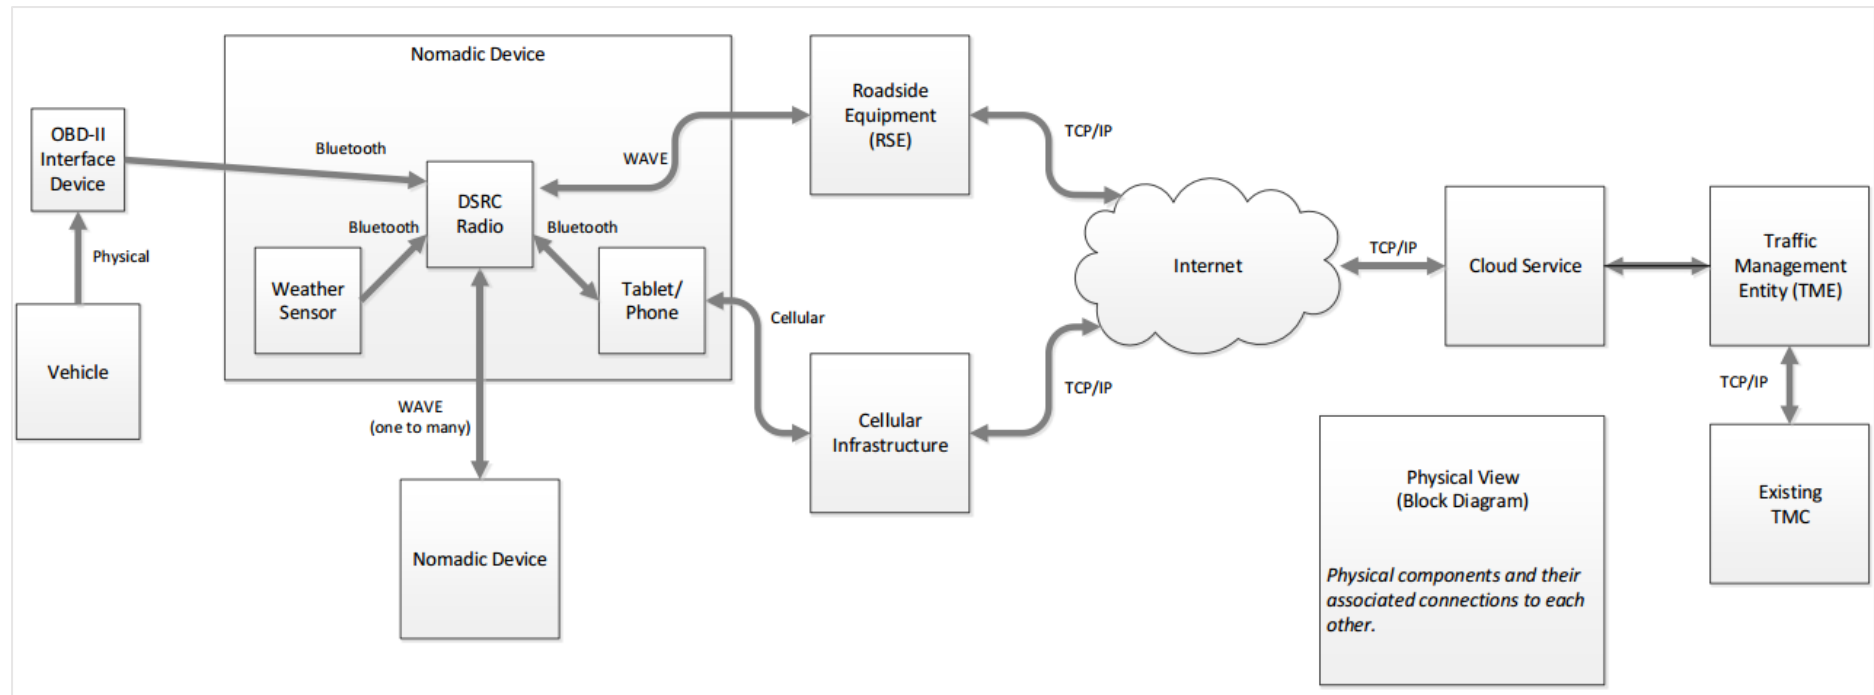 Nomadic Device
OBD-II
Interface
Device
Bluetooth
Physical
Vehicle
DSRC
Radio
Bluetooth
Bluetooth
Weather
Sensor
Tablet/
Phone
WAVE
Roadside
Equipment
(RSE)
TCP/IP
Cellular
WAVE
(one to many)
Nomadic Device
Cellular
Infrastructure
TCP/IP
Internet
TCP/IP
Cloud Service
Traffic
Management
Entity (TME)
TCP/IP
Existing
TMC
Physical View
(Block Diagram)
Physical components and their
associated connections to each
other.